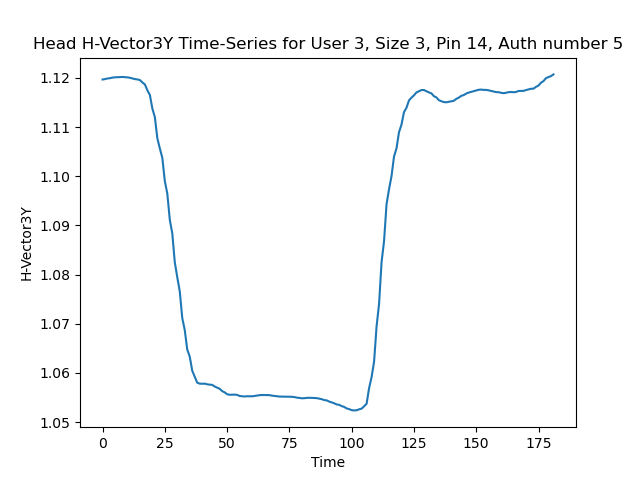 Head H-Vector3Y Time-Series for User 3, Size 3, Pin 14, Auth number 5
1.12
1.11
1.10
1.09
1.08
1.07
1.06
1.05
H-Vector3Y
0 25 50 75 100 125 150 175
Time